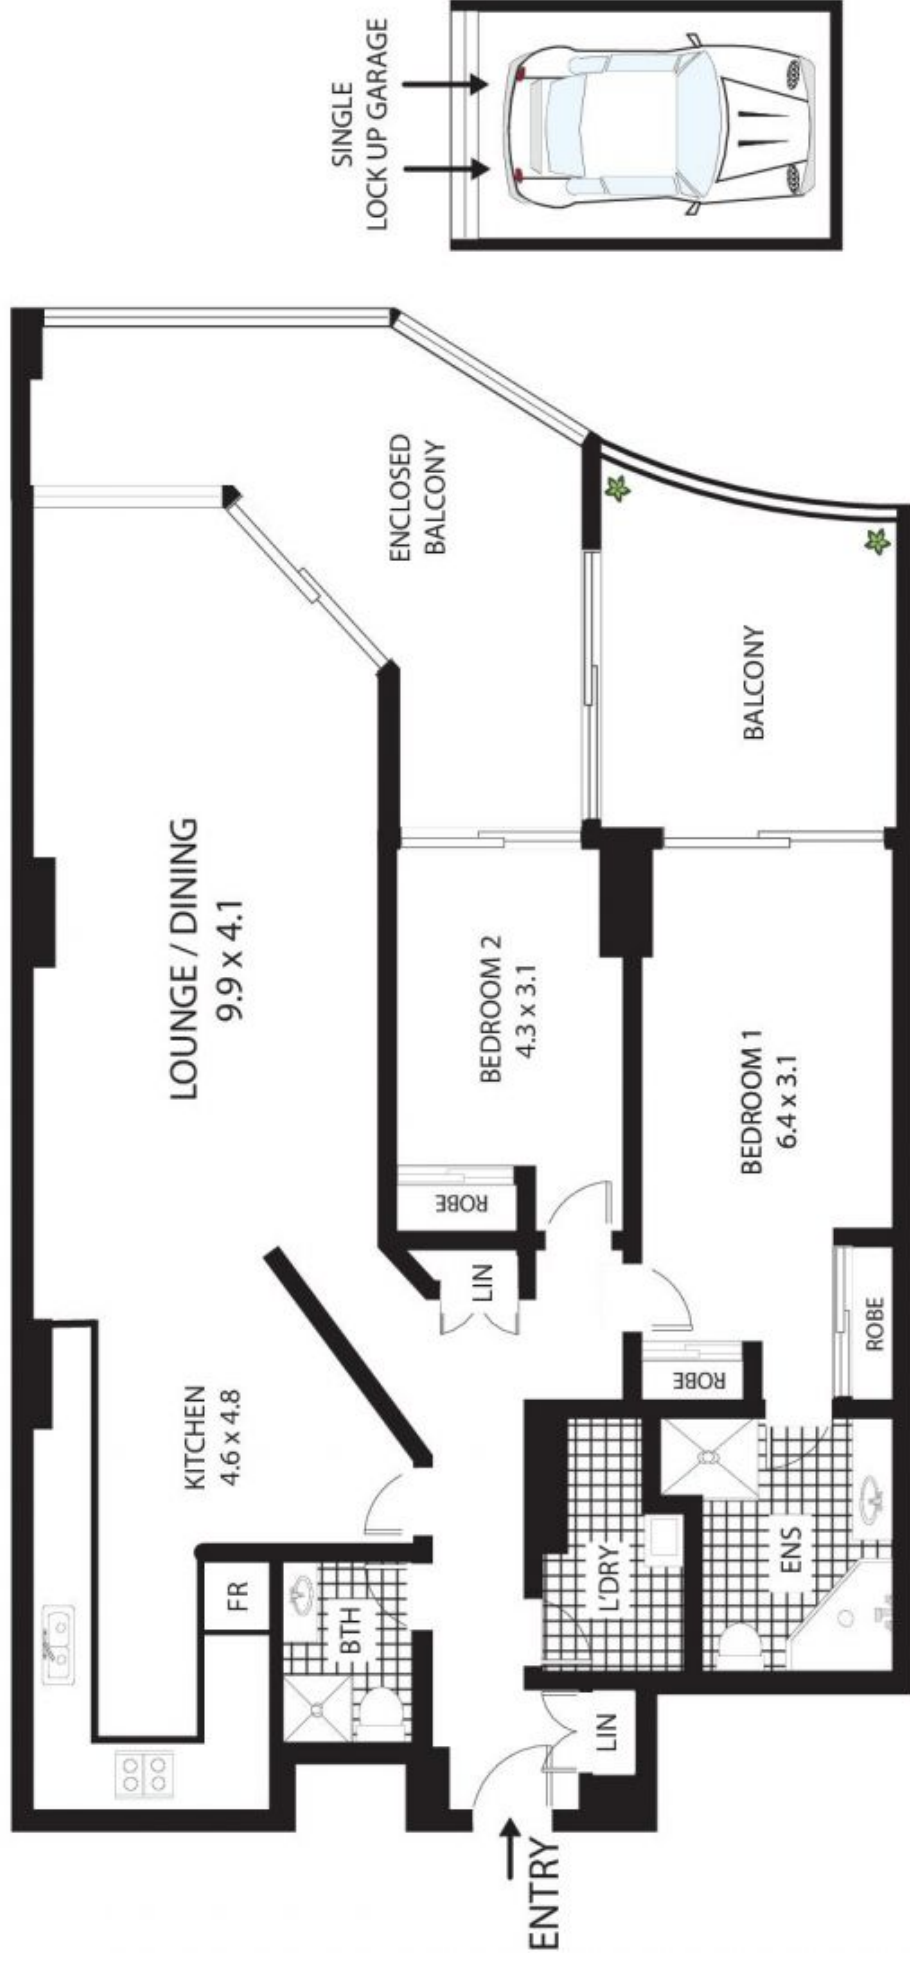 SINGLE
LOCK UP GARAGE
ENCLOSED
BALCONY
BALCONY
LOUNGE / DINING
9.9 x 4.1
BEDROOM 2
4.3 x 3.1
BEDROOM 1
6.4 x 3.1
ROBE
LIN
ROBE
ROBE
KITCHEN
4.6 x 4.8
FR
BTH
L'DRY
ENS
LIN
ENTRY